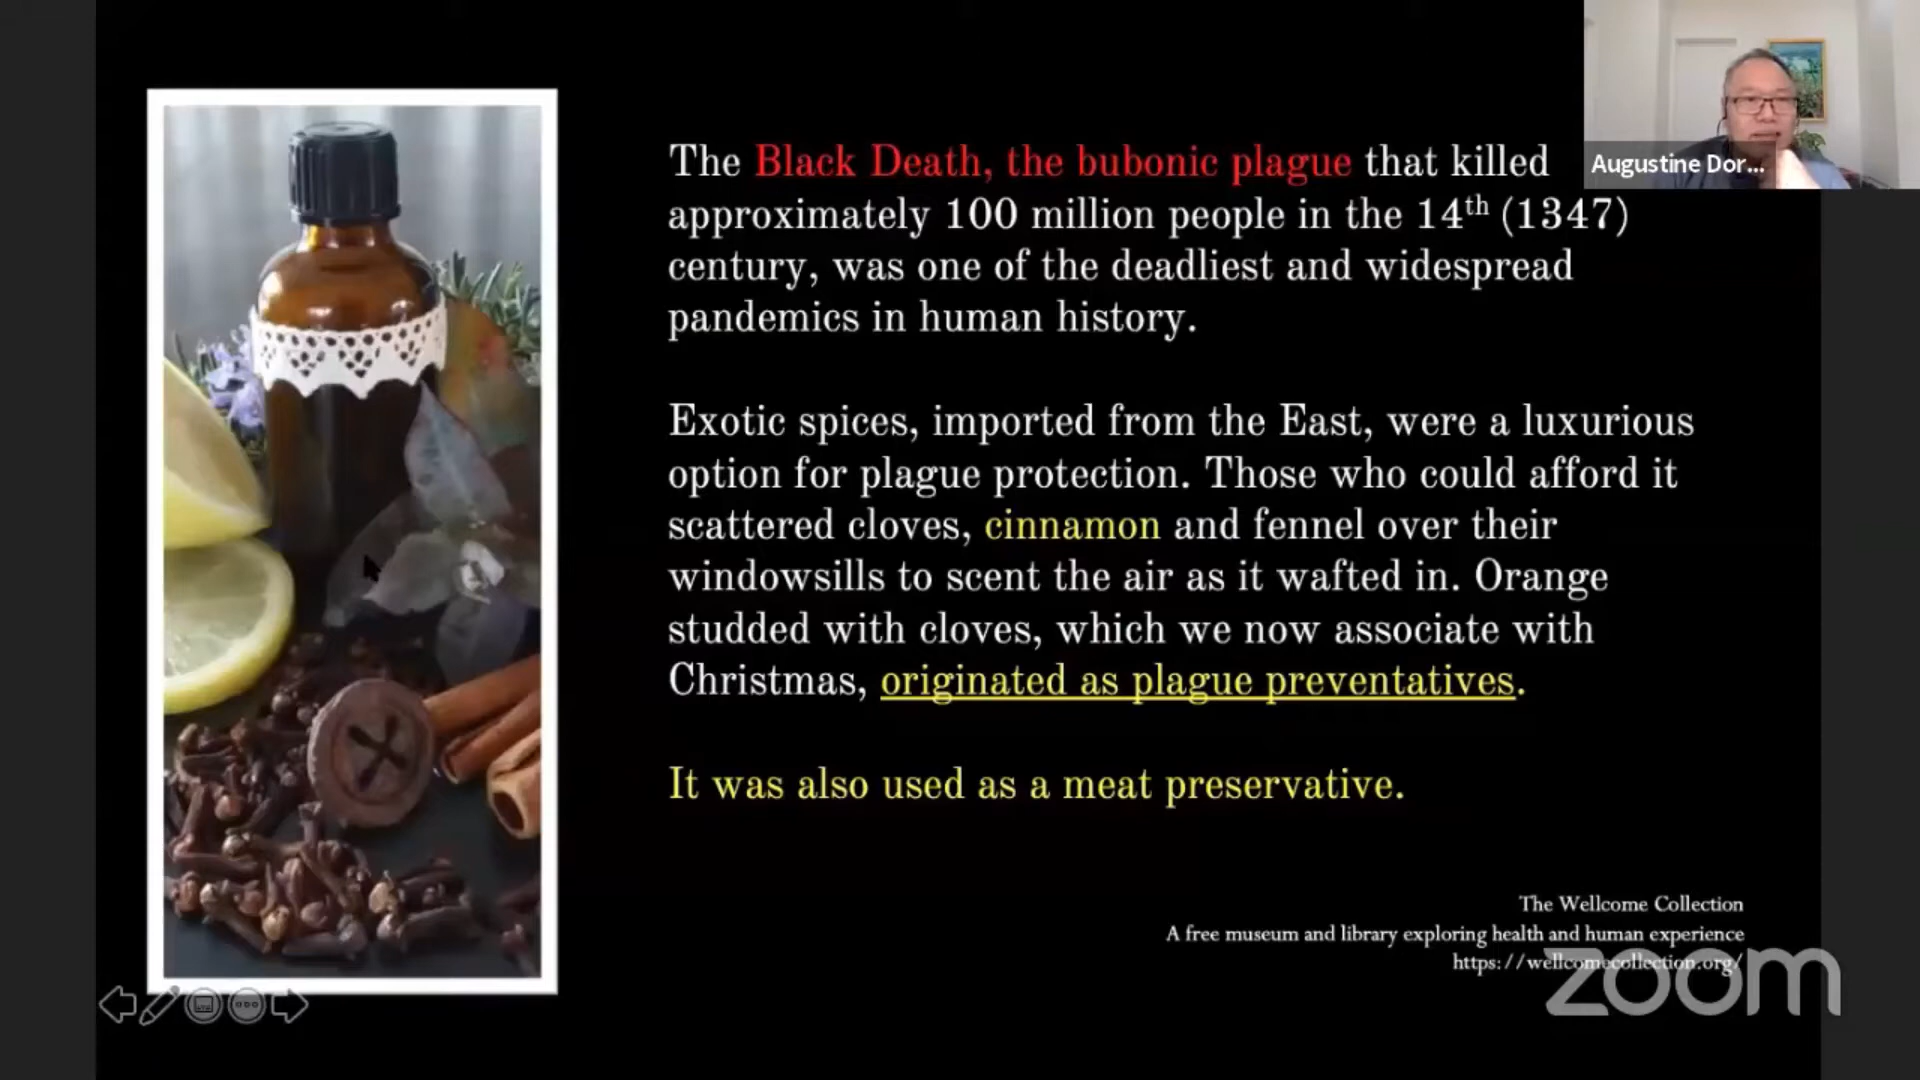 Augustine Dor...
The Black Death, the bubonic plague that killed
approximately 100 million people in the 14th (1347)
century, was one of the deadliest and widespread
pandemics in human history.
Exotic spices, imported from the East, were a luxurious
option for plague protection. Those who could afford it
scattered cloves, cinnamon and fennel over their
windowsills to scent the air as it wafted in. Orange
studded with cloves, which we now associate with
Christmas, originated as plague preventatives.
It was also used as a meat preservative.
The Wellcome Collection
A free museum and library exploring health and human experience
https://wellcomecollection.org/
zoom